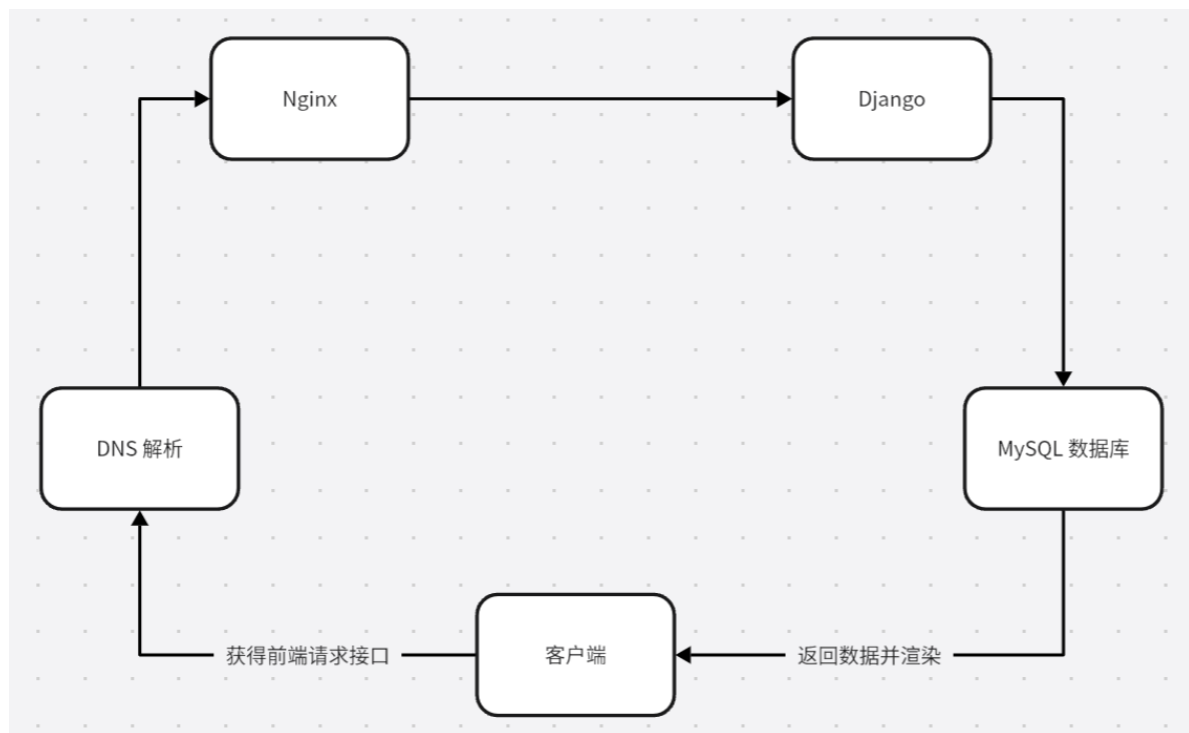 Nginx
Django
DNS 解析
MySQL 数据库
获得前端请求接口
客户端
返回数据并渲染